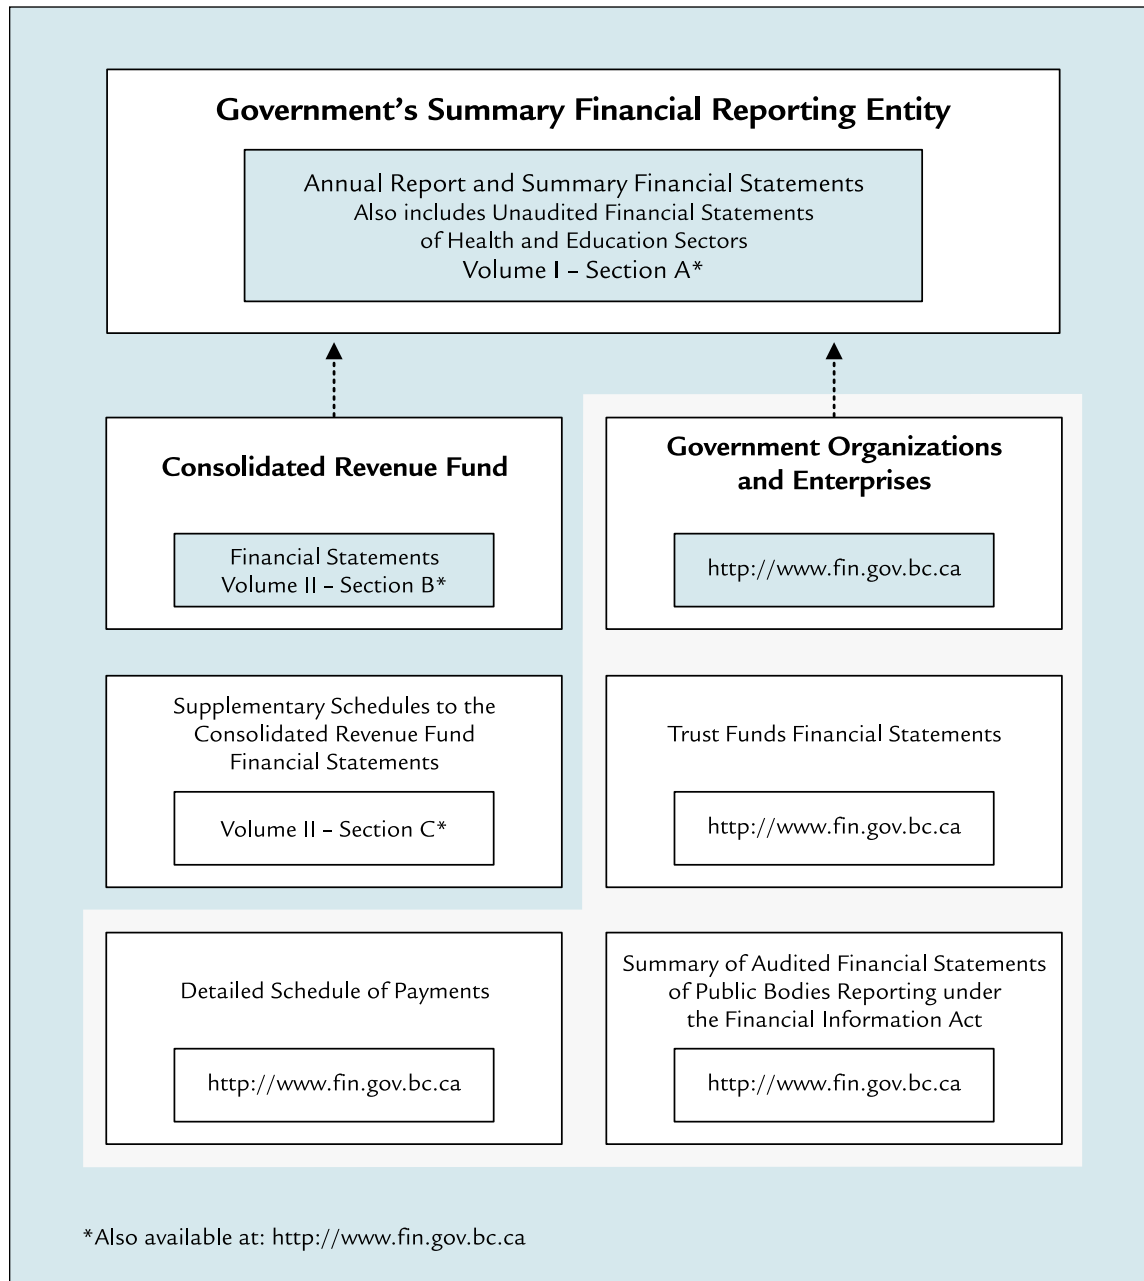 Government's Summary Financial Reporting Entity
Annual Report and Summary Financial Statements
Also includes Unaudited Financial Statements
of Health and Education Sectors
Volume I – Section A*
Consolidated Revenue Fund
Financial Statements
Volume II – Section B*
Government Organizations
and Enterprises
http://www.fin.gov.bc.ca
Supplementary Schedules to the
Consolidated Revenue Fund
Financial Statements
Volume II – Section C*
Trust Funds Financial Statements
http://www.fin.gov.bc.ca
Detailed Schedule of Payments
http://www.fin.gov.bc.ca
Summary of Audited Financial Statements
of Public Bodies Reporting under
the Financial Information Act
http://www.fin.gov.bc.ca
*Also available at: http://www.fin.gov.bc.ca